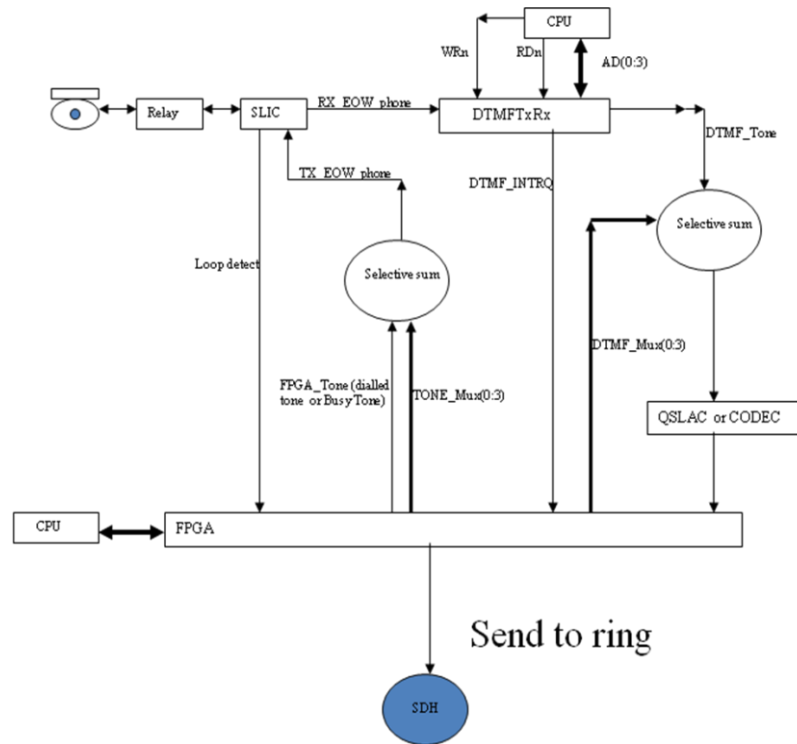 CPU
WRn
RDn
AD(0:3)
Relay
SLIC
RX_EOW_phone
DTMFTxRx
DTMF_Tone
TX_EOW_phone
DTMF_INTRQ
Selective sum
Loop detect
Selective sum
FPGA_Tone (dialled
tone or Busy Tone)
TONE_Mux(0:3)
DTMF_Mux(0:3)
QSLAC or CODEC
CPU
FPGA
Send to ring
SDH